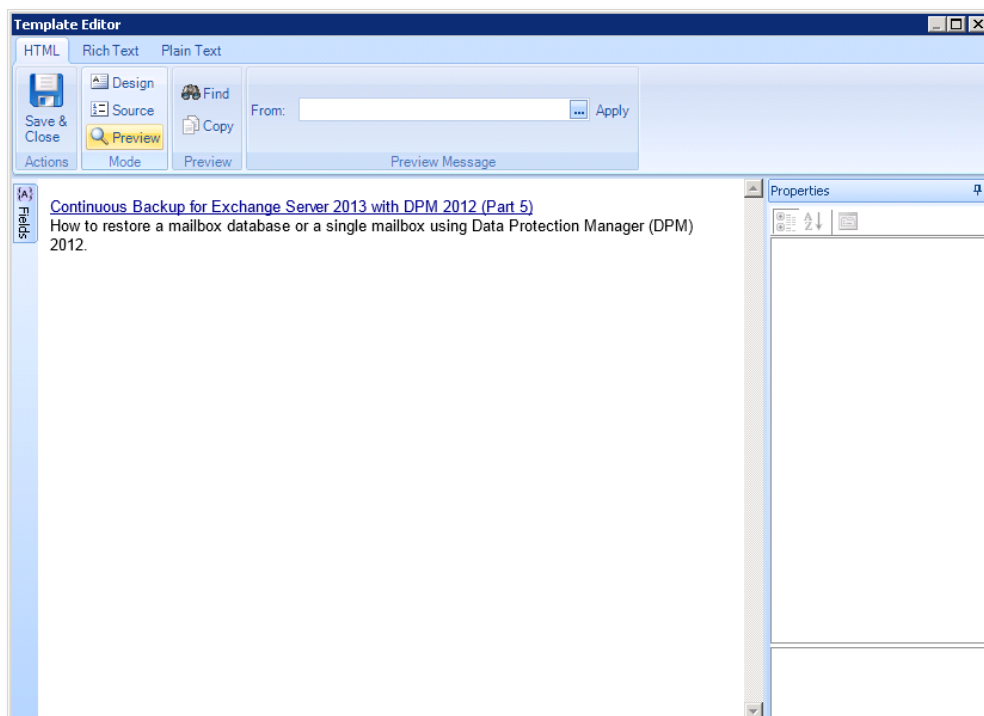 Template Editor
HTML Rich Text Plain Text
Save & Close
Design
Source
Preview
Find
Copy
From:
... Apply
Actions Mode Preview Preview Message
{A} Fields
Continuous Backup for Exchange Server 2013 with DPM 2012 (Part 5)
How to restore a mailbox database or a single mailbox using Data Protection Manager (DPM)
2012.
Properties
A
Z